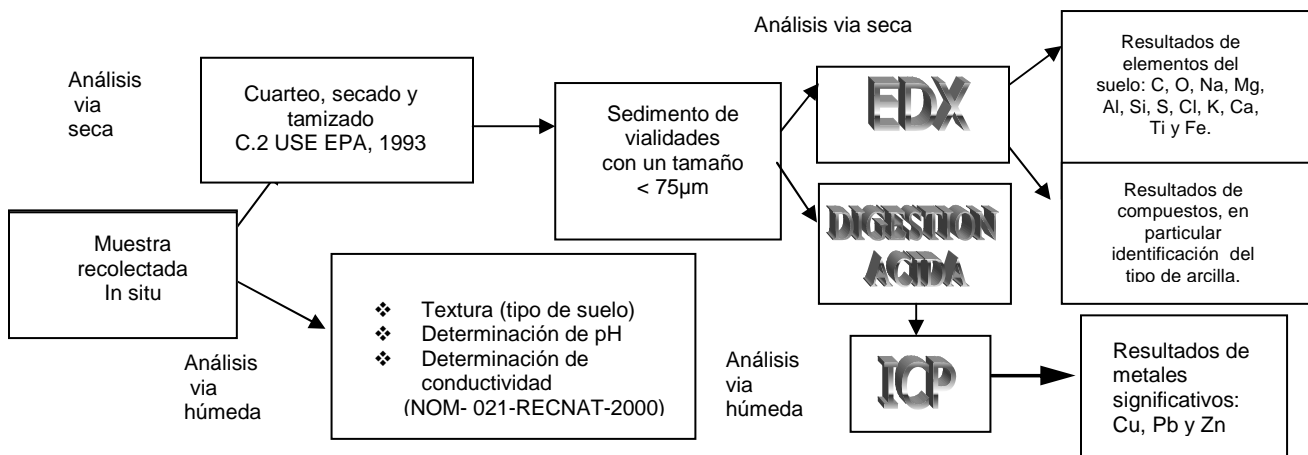 Análisis via seca
Análisis
via
seca
Cuarteo, secado y
tamizado
C.2 USE EPA, 1993
Sedimento de
vialidades
con un tamaño
< 75µm
EDX
Resultados de
elementos del
suelo: C, O, Na, Mg,
Al, Si, S, Cl, K, Ca,
Ti y Fe.
Resultados de
compuestos, en
particular
identificación del
tipo de arcilla.
DIGESTION
ACIDA
Muestra
recolectada
In situ
Análisis
via
húmeda
❖ Textura (tipo de suelo)
❖ Determinación de pH
❖ Determinación de
conductividad
(NOM- 021-RECNAT-2000)
Análisis
via
húmeda
ICP
Resultados de
metales
significativos:
Cu, Pb y Zn